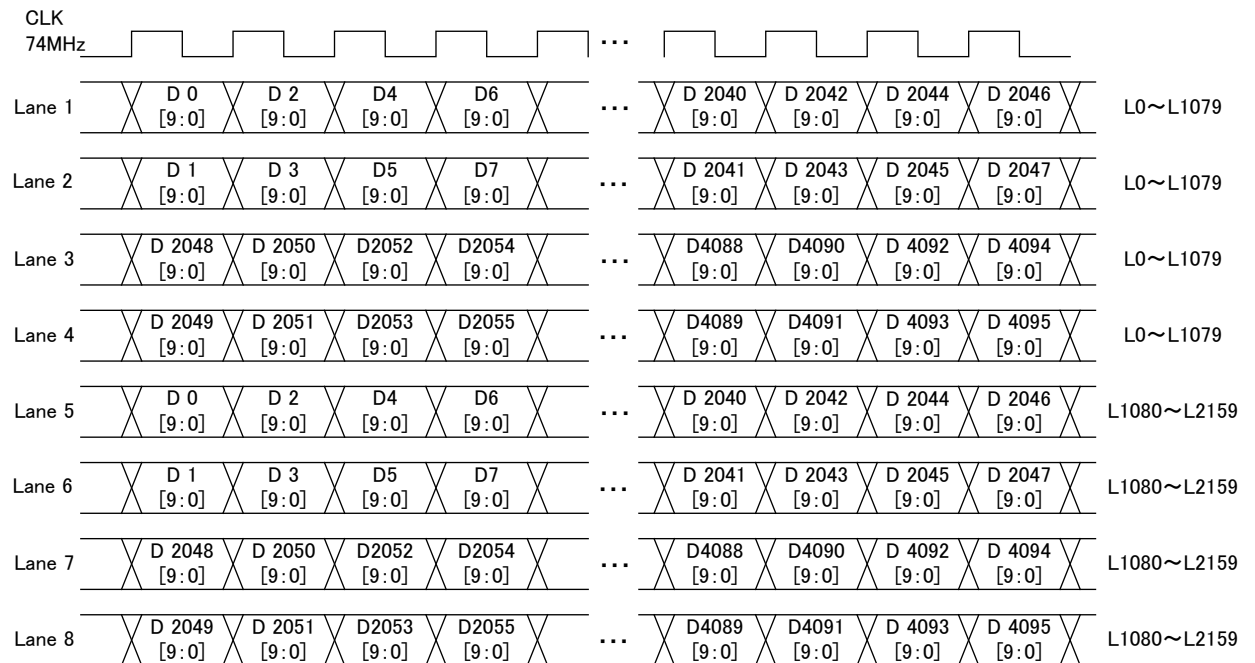 CLK
74MHz ...
Lane 1 D 0 D 2 D4 D6 ... D 2040 D 2042 D 2044 D 2046 L0～L1079
[9:0] [9:0] [9:0] [9:0] [9:0] [9:0] [9:0] [9:0]
Lane 2 D 1 D 3 D5 D7 ... D 2041 D 2043 D 2045 D 2047 L0～L1079
[9:0] [9:0] [9:0] [9:0] [9:0] [9:0] [9:0] [9:0]
Lane 3 D 2048 D 2050 D2052 D2054 ... D4088 D4090 D 4092 D 4094 L0～L1079
[9:0] [9:0] [9:0] [9:0] [9:0] [9:0] [9:0] [9:0]
Lane 4 D 2049 D 2051 D2053 D2055 ... D4089 D4091 D 4093 D 4095 L0～L1079
[9:0] [9:0] [9:0] [9:0] [9:0] [9:0] [9:0] [9:0]
Lane 5 D 0 D 2 D4 D6 ... D 2040 D 2042 D 2044 D 2046 L1080～L2159
[9:0] [9:0] [9:0] [9:0] [9:0] [9:0] [9:0] [9:0]
Lane 6 D 1 D 3 D5 D7 ... D 2041 D 2043 D 2045 D 2047 L1080～L2159
[9:0] [9:0] [9:0] [9:0] [9:0] [9:0] [9:0] [9:0]
Lane 7 D 2048 D 2050 D2052 D2054 ... D4088 D4090 D 4092 D 4094 L1080～L2159
[9:0] [9:0] [9:0] [9:0] [9:0] [9:0] [9:0] [9:0]
Lane 8 D 2049 D 2051 D2053 D2055 ... D4089 D4091 D 4093 D 4095 L1080～L2159
[9:0] [9:0] [9:0] [9:0] [9:0] [9:0] [9:0] [9:0]